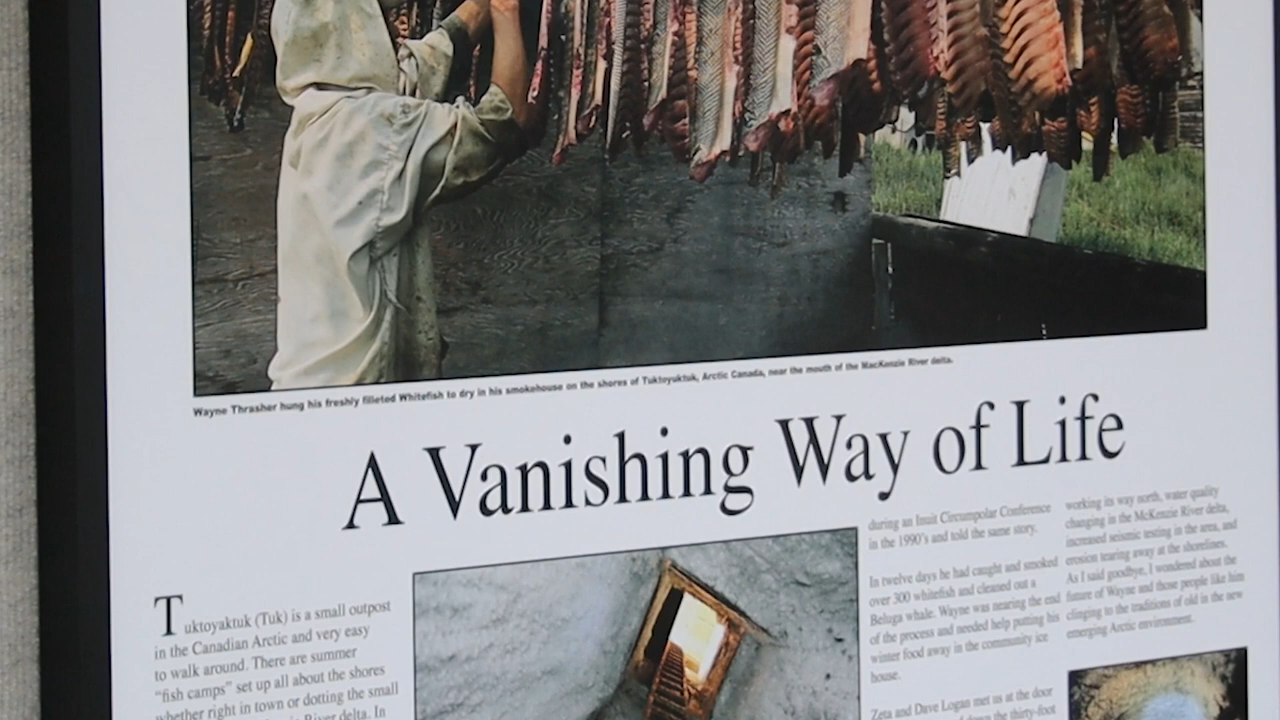 Wayne Thrasher hung his freshly filleted Whitefish to dry in his smokehouse on the shores of Tuktoyuktuk, Arctic Canada, near the mouth of the MacKenzie River delta.
A Vanishing Way of Life
Tuktoyaktuk (Tuk) is a small outpost
in the Canadian Arctic and very easy
to walk around. There are summer
"fish camps" set up all about the shores
whether right in town or dotting the small
River delta. In
during an Inuit Circumpolar Conference
in the 1990's and told the same story.
In twelve days he had caught and smoked
over 300 whitefish and cleaned out a
Beluga whale. Wayne was nearing the end
of the process and needed help putting his
winter food away in the community ice
house.
Zeta and Dave Logan met us at the door
down the thirty-foot
working its way north, water quality
changing in the McKenzie River delta,
increased seismic testing in the area, and
erosion tearing away at the shorelines.
As I said goodbye, I wondered about the
future of Wayne and those people like him
clinging to the traditions of old in the new
emerging Arctic environment.